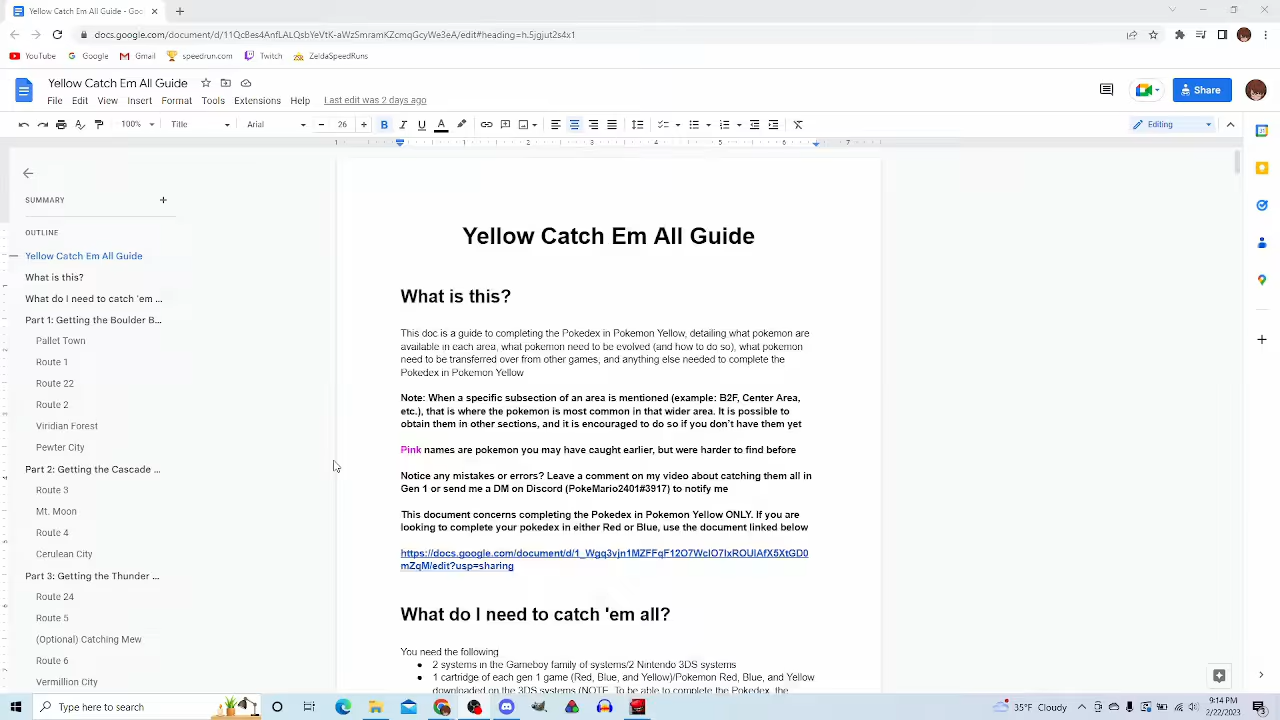 Yellow Catch Em All Guide - Goo
docs.google.com/document/d/11QcBes4AnfLALQsbYeVtK-aWzSmramKZcmqGcyWe3eA/edit#heading=h.5jgjut2s4x1
YouTube Google Gmail speedrun.com Twitch ZeldaSpeedRuns
Yellow Catch Em All Guide
File Edit View Insert Format Tools Extensions Help Last edit was 2 days ago
Share
100% Title Arial 26 Editing
SUMMARY
OUTLINE
Yellow Catch Em All Guide
What is this?
What do I need to catch 'em ...
Part 1: Getting the Boulder B...
Pallet Town
Route 1
Route 22
Route 2
Viridian Forest
Pewter City
Part 2: Getting the Cascade ...
Route 3
Mt. Moon
Route 4
Cerulean City
Part 3: Getting the Thunder ...
Route 24
Route 5
(Optional) Catching Mew
Route 6
Vermillion City
Yellow Catch Em All Guide
What is this?
This doc is a guide to completing the Pokedex in Pokemon Yellow, detailing what pokemon are
available in each area, what pokemon need to be evolved (and how to do so), what pokemon
need to be transferred over from other games, and anything else needed to complete the
Pokedex in Pokemon Yellow
Note: When a specific subsection of an area is mentioned (example: B2F, Center Area,
etc.), that is where the pokemon is most common in that wider area. It is possible to
obtain them in other sections, and it is encouraged to do so if you don't have them yet
Pink names are pokemon you may have caught earlier, but were harder to find before
Notice any mistakes or errors? Leave a comment on my video about catching them all in
Gen 1 or send me a DM on Discord (PokeMario2401#3917) to notify me
This document concerns completing the Pokedex in Pokemon Yellow ONLY. If you are
looking to complete your pokedex in either Red or Blue, use the document linked below
https://docs.google.com/document/d/1_Wgq3vjn1MZFFqF12O7WcIO7IxROUIAfX5XtGD0
mZqM/edit?usp=sharing
What do I need to catch 'em all?
You need the following
● 2 systems in the Gameboy family of systems/2 Nintendo 3DS systems
● 1 cartridge of each gen 1 game (Red, Blue, and Yellow)/Pokemon Red, Blue, and Yellow
downloaded on the 3DS systems (NOTE: To be able to complete the Pokedex, the
Type here to search
35°F Cloudy
9:14 PM
2/22/2023